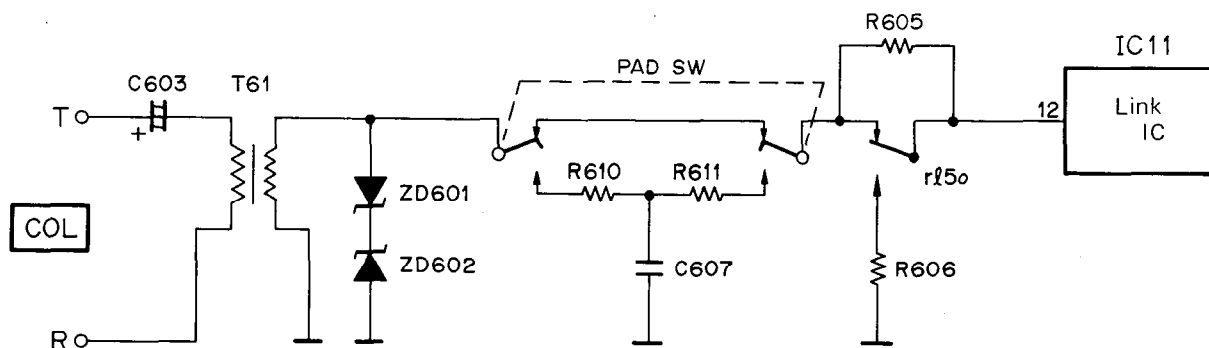 R605
IC11
PAD SW
C603
T61
T
+
12
Link
IC
R610
R611
rℓ5o
ZD601
COL
ZD602
C607
R606
R